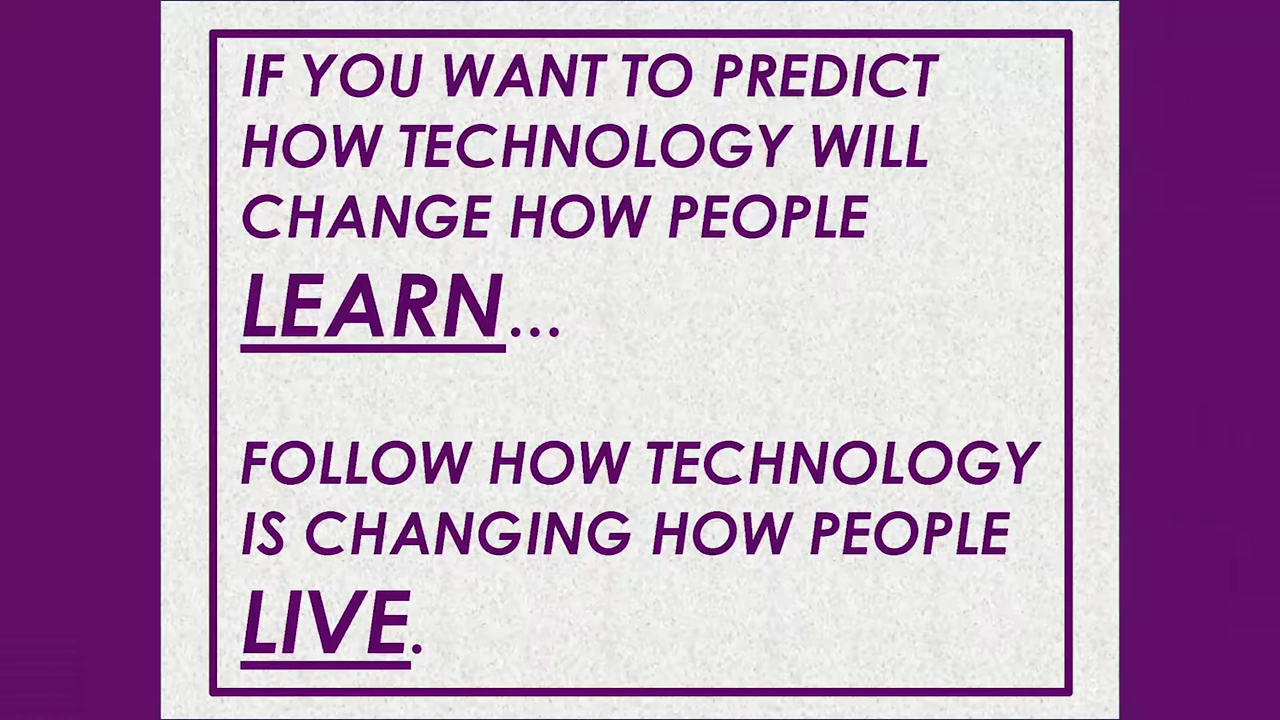 IF YOU WANT TO PREDICT
HOW TECHNOLOGY WILL
CHANGE HOW PEOPLE
LEARN...
FOLLOW HOW TECHNOLOGY
IS CHANGING HOW PEOPLE
LIVE.